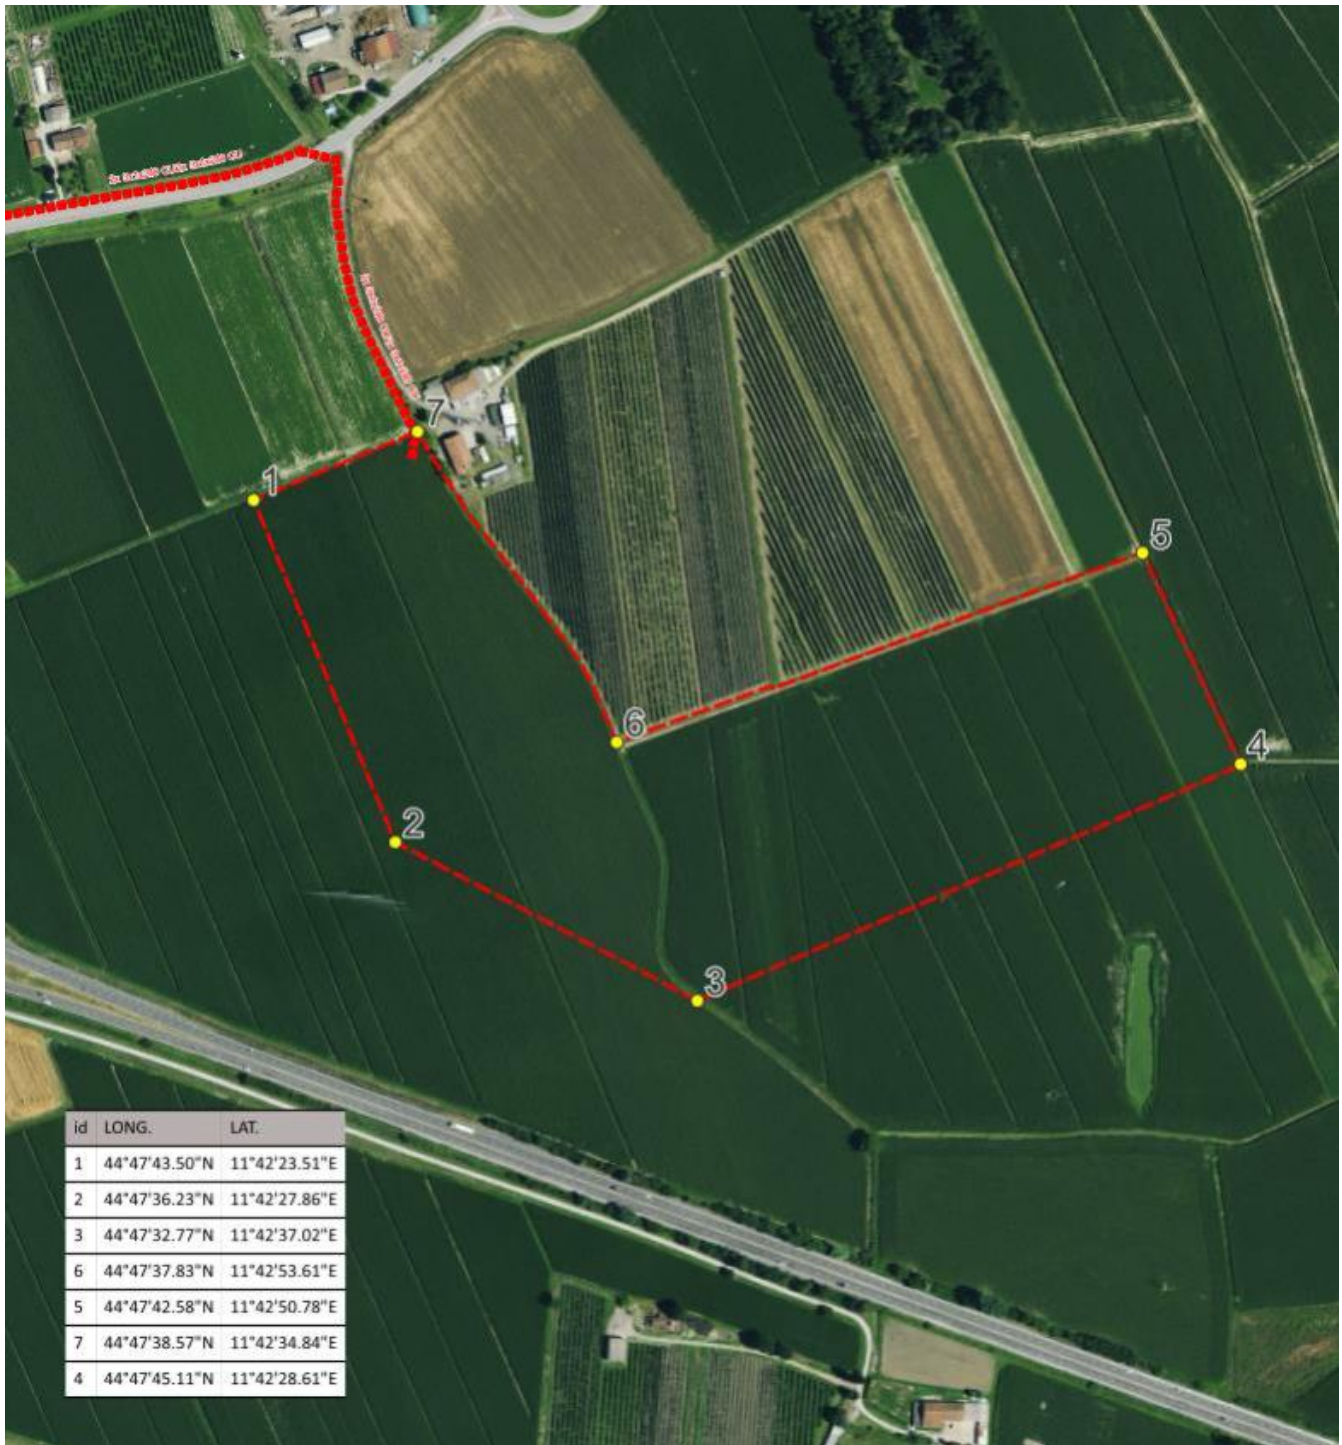 7
1
5
6
4
2
3
id LONG. LAT.
1 44°47'43.50"N 11°42'23.51"E
2 44°47'36.23"N 11°42'27.86"E
3 44°47'32.77"N 11°42'37.02"E
6 44°47'37.83"N 11°42'53.61"E
5 44°47'42.58"N 11°42'50.78"E
7 44°47'38.57"N 11°42'34.84"E
4 44°47'45.11"N 11°42'28.61"E